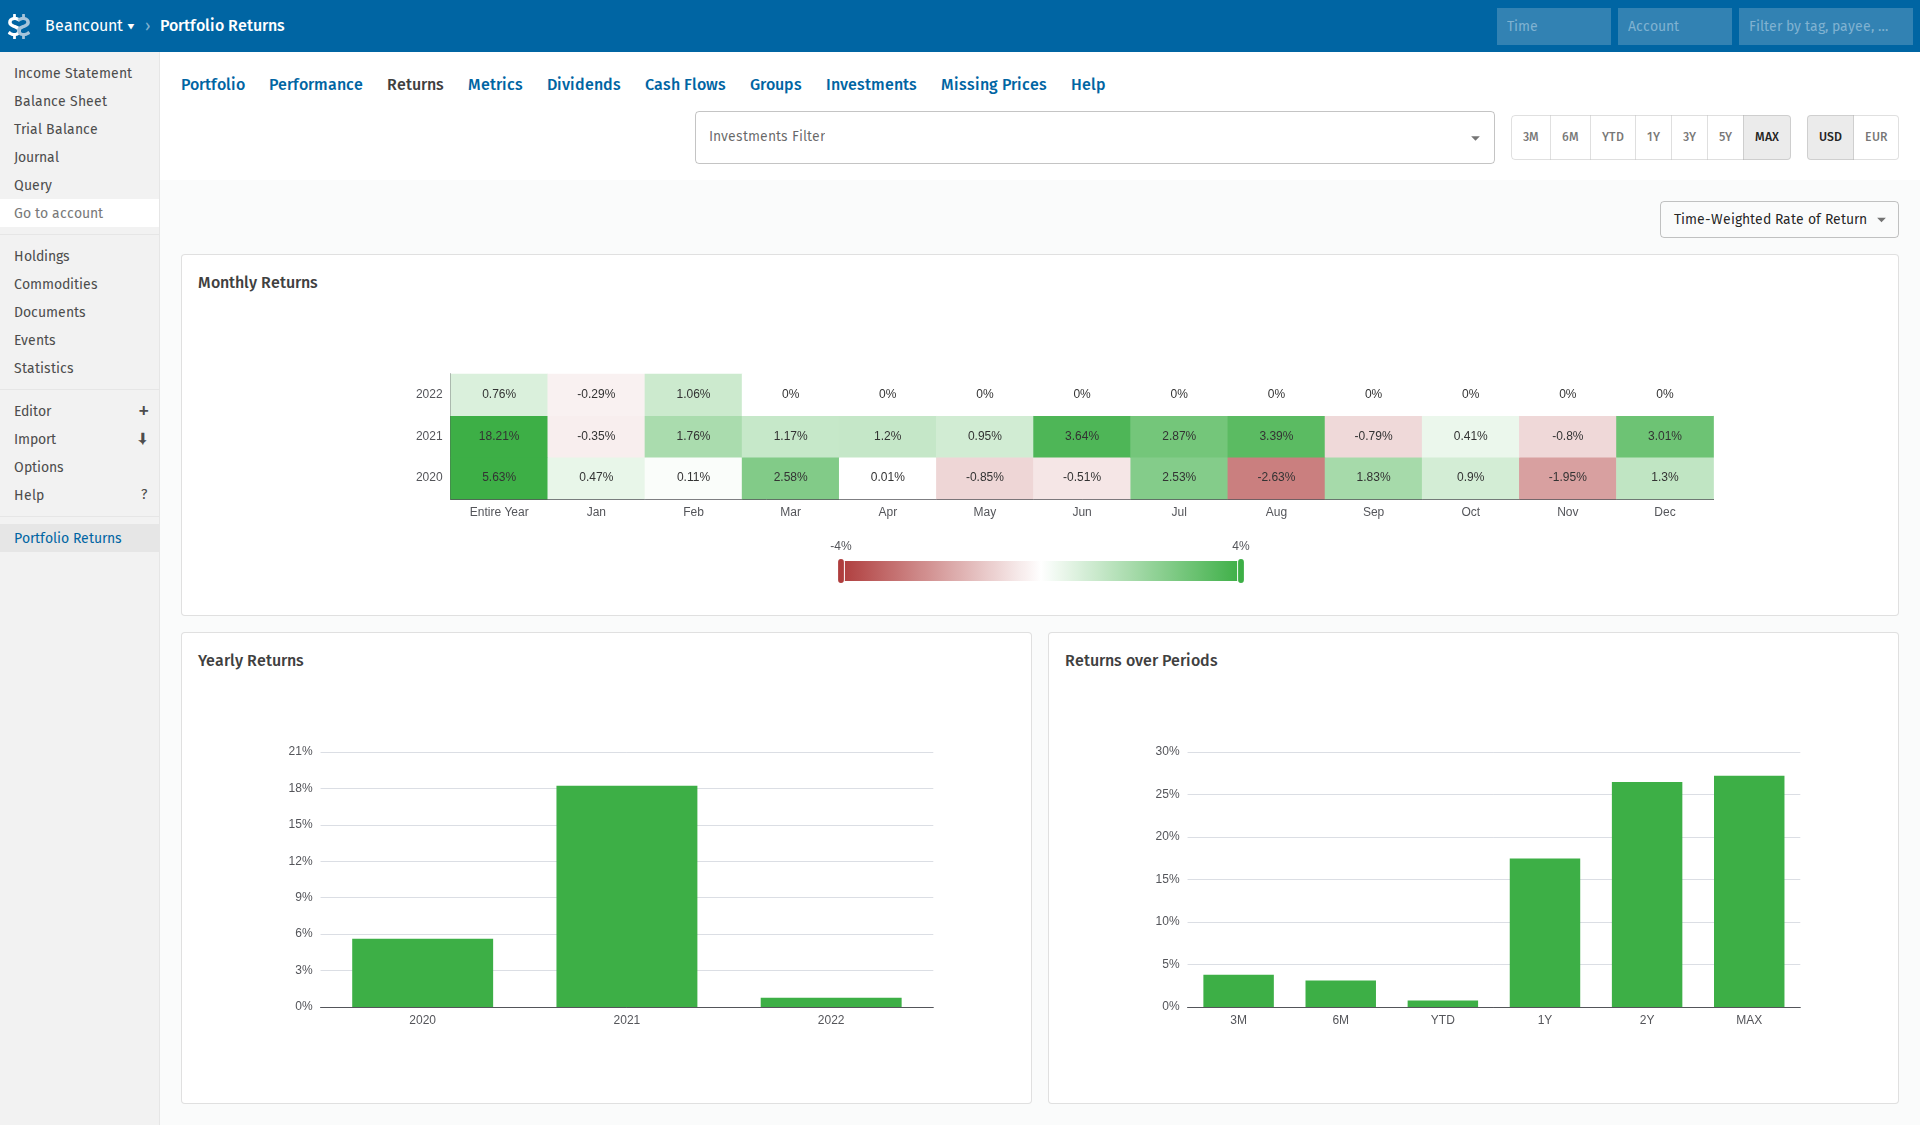 Beancount ▾ › Portfolio Returns
Time
Account
Filter by tag, payee, ...
Income Statement
Balance Sheet
Trial Balance
Journal
Query
Go to account
Holdings
Commodities
Documents
Events
Statistics
Editor +
Import ⬇
Options
Help ?
Portfolio Returns
Portfolio Performance Returns Metrics Dividends Cash Flows Groups Investments Missing Prices Help
Investments Filter
3M 6M YTD 1Y 3Y 5Y MAX
USD EUR
Time-Weighted Rate of Return
Monthly Returns
2022 0.76% -0.29% 1.06% 0% 0% 0% 0% 0% 0% 0% 0% 0% 0%
2021 18.21% -0.35% 1.76% 1.17% 1.2% 0.95% 3.64% 2.87% 3.39% -0.79% 0.41% -0.8% 3.01%
2020 5.63% 0.47% 0.11% 2.58% 0.01% -0.85% -0.51% 2.53% -2.63% 1.83% 0.9% -1.95% 1.3%
Entire Year Jan Feb Mar Apr May Jun Jul Aug Sep Oct Nov Dec
-4% 4%
Yearly Returns
21%
18%
15%
12%
9%
6%
3%
0%
2020 2021 2022
Returns over Periods
30%
25%
20%
15%
10%
5%
0%
3M 6M YTD 1Y 2Y MAX